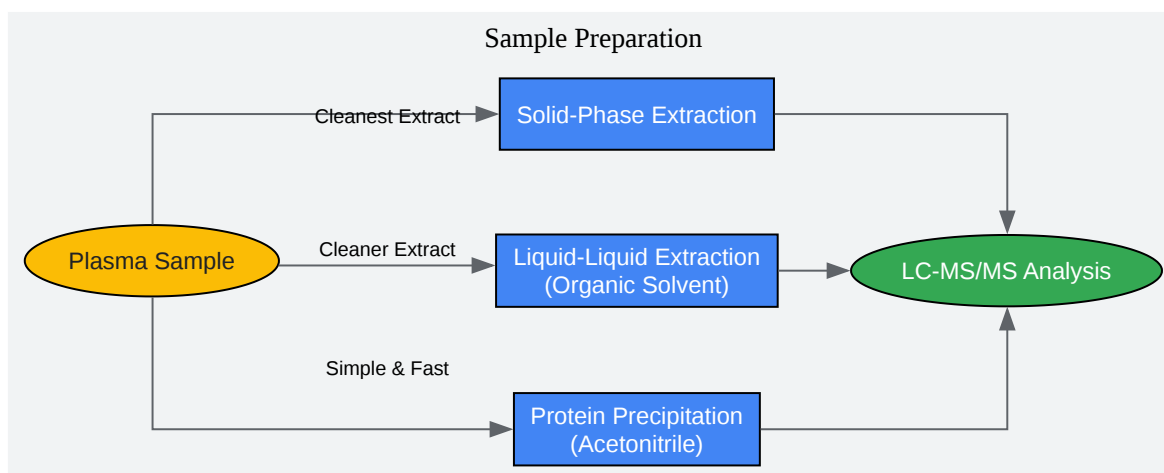 Sample Preparation
Cleanest Extract
Solid-Phase Extraction
Plasma Sample
Cleaner Extract
Liquid-Liquid Extraction
(Organic Solvent)
LC-MS/MS Analysis
Simple & Fast
Protein Precipitation
(Acetonitrile)